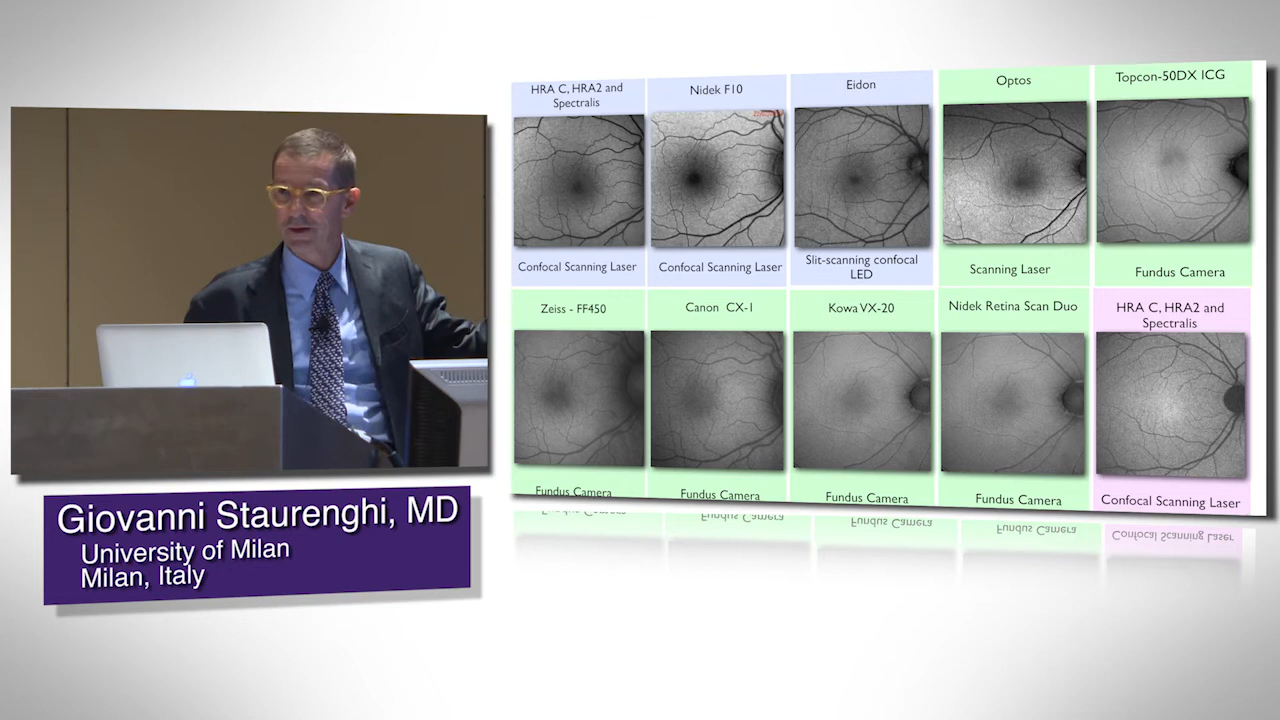 HRA C, HRA2 and
Spectralis
Nidek F10
Eidon
Optos
Topcon-50DX ICG
Confocal Scanning Laser
Confocal Scanning Laser
Slit-scanning confocal
LED
Scanning Laser
Fundus Camera
Zeiss - FF450
Canon CX-1
Kowa VX-20
Nidek Retina Scan Duo
HRA C, HRA2 and
Spectralis
Fundus Camera
Fundus Camera
Fundus Camera
Fundus Camera
Confocal Scanning Laser
Giovanni Staurenghi, MD
University of Milan
Milan, Italy